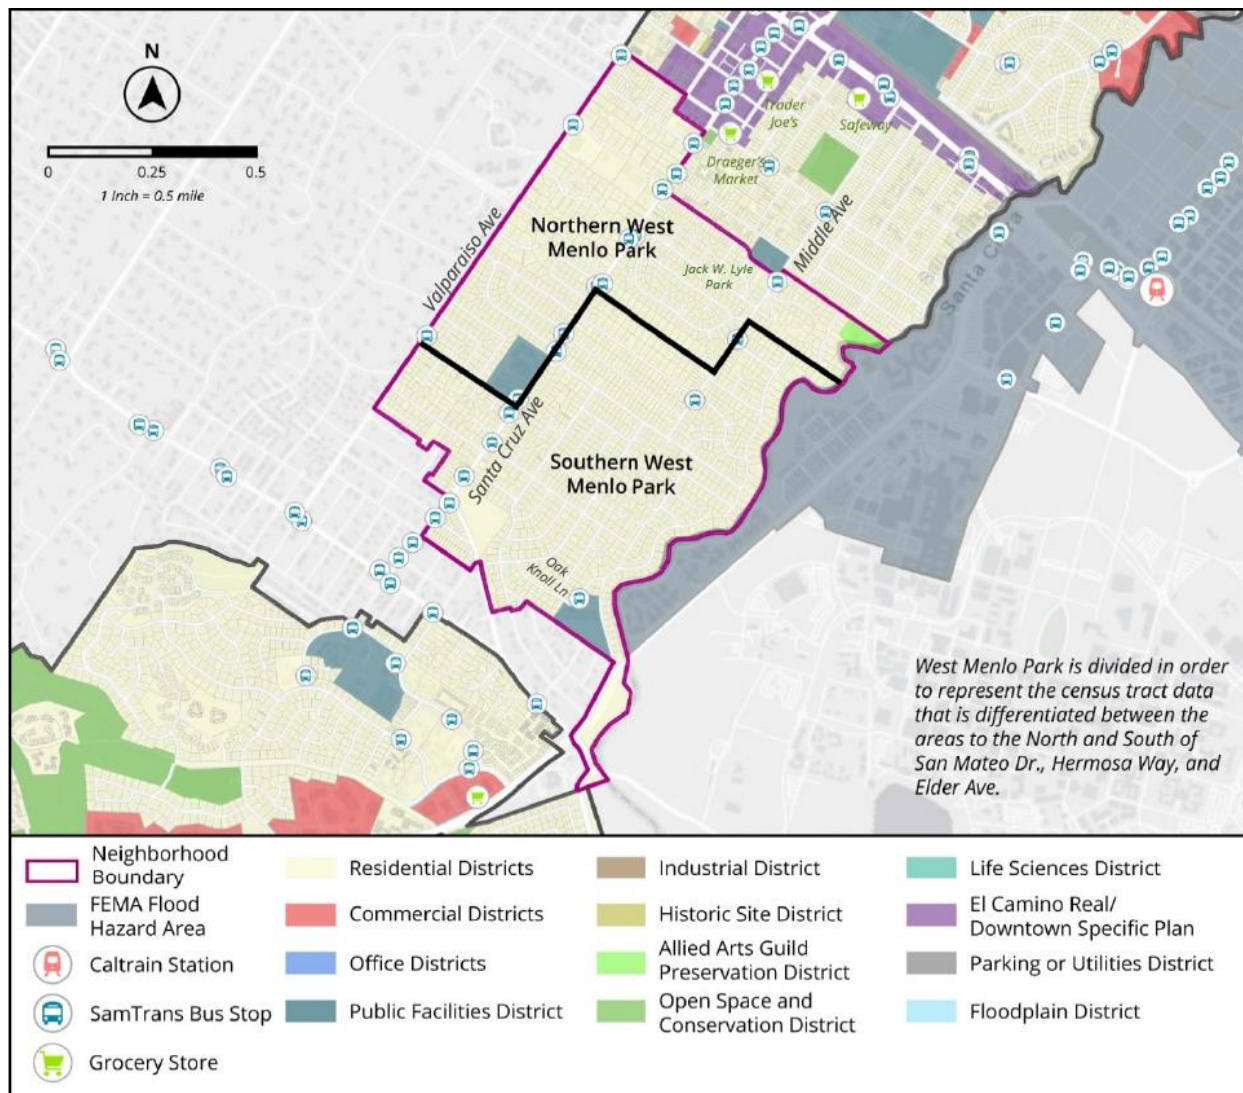 N
0
0.25
0.5
1 Inch = 0.5 mile
Trader
Joe's
Safeway
Draeger's
Market
Valparaiso Ave
Northern West
Menlo Park
Middle Ave
Jack W. Lyle
Park
Santa Cruz Ave
Southern West
Menlo Park
Oak
Knoll Ln
West Menlo Park is divided in order
to represent the census tract data
that is differentiated between the
areas to the North and South of
San Mateo Dr., Hermosa Way, and
Elder Ave.
Neighborhood
Boundary
FEMA Flood
Hazard Area
Caltrain Station
SamTrans Bus Stop
Grocery Store
Residential Districts
Commercial Districts
Office Districts
Public Facilities District
Industrial District
Historic Site District
Allied Arts Guild
Preservation District
Open Space and
Conservation District
Life Sciences District
El Camino Real/
Downtown Specific Plan
Parking or Utilities District
Floodplain District